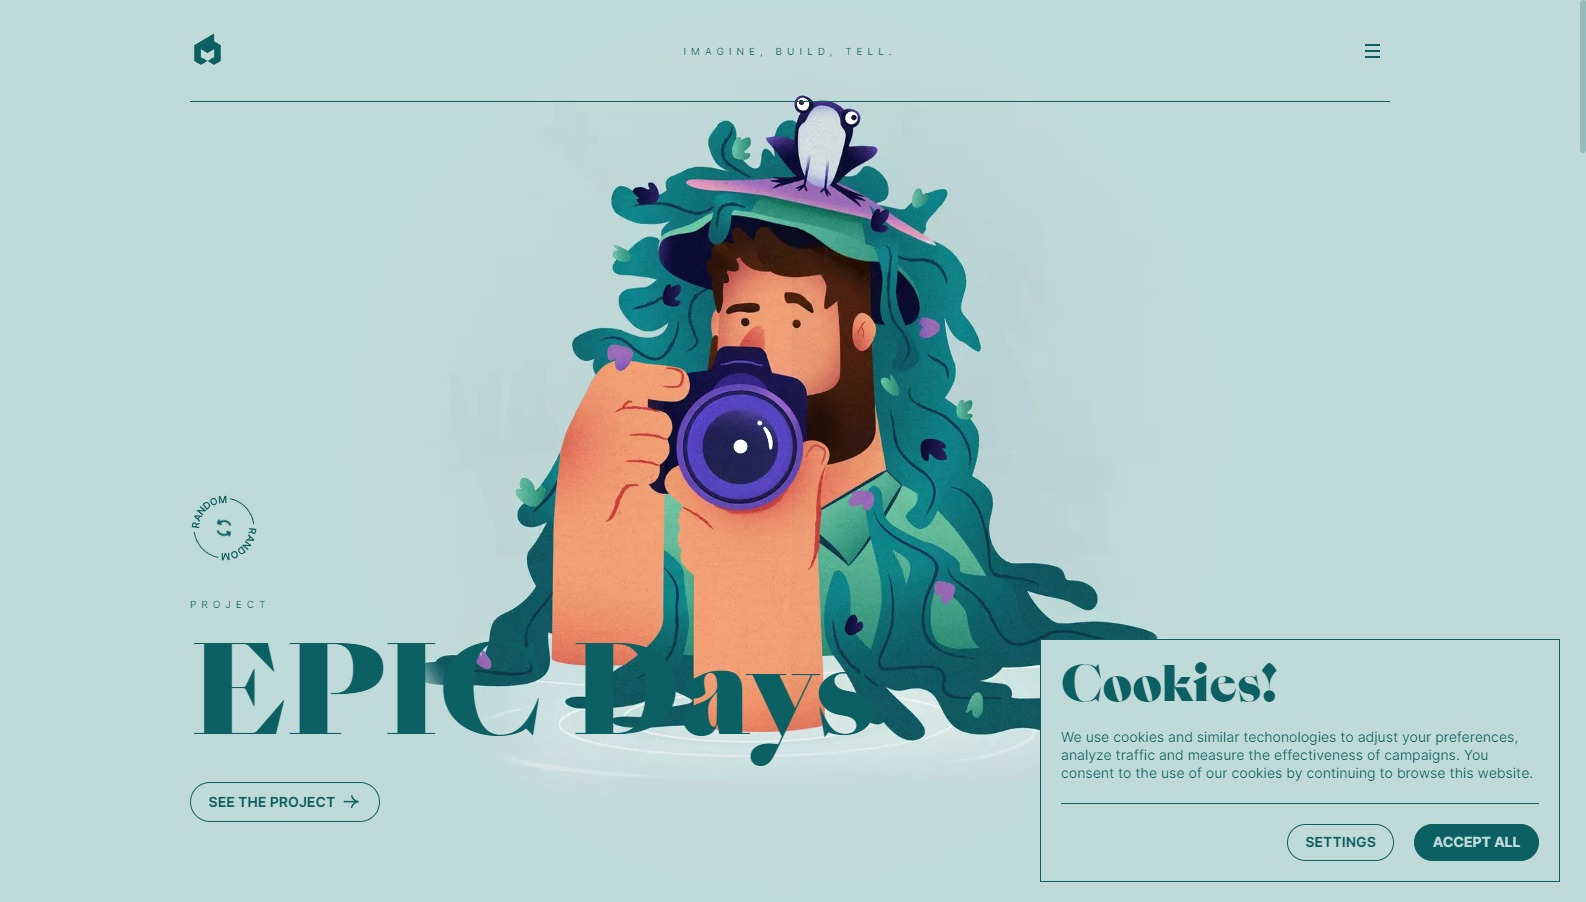 IMAGINE, BUILD, TELL.
RANDOM RANDOM
PROJECT
EPIC Days
SEE THE PROJECT
Cookies!
We use cookies and similar techonologies to adjust your preferences,
analyze traffic and measure the effectiveness of campaigns. You
consent to the use of our cookies by continuing to browse this website.
SETTINGS
ACCEPT ALL